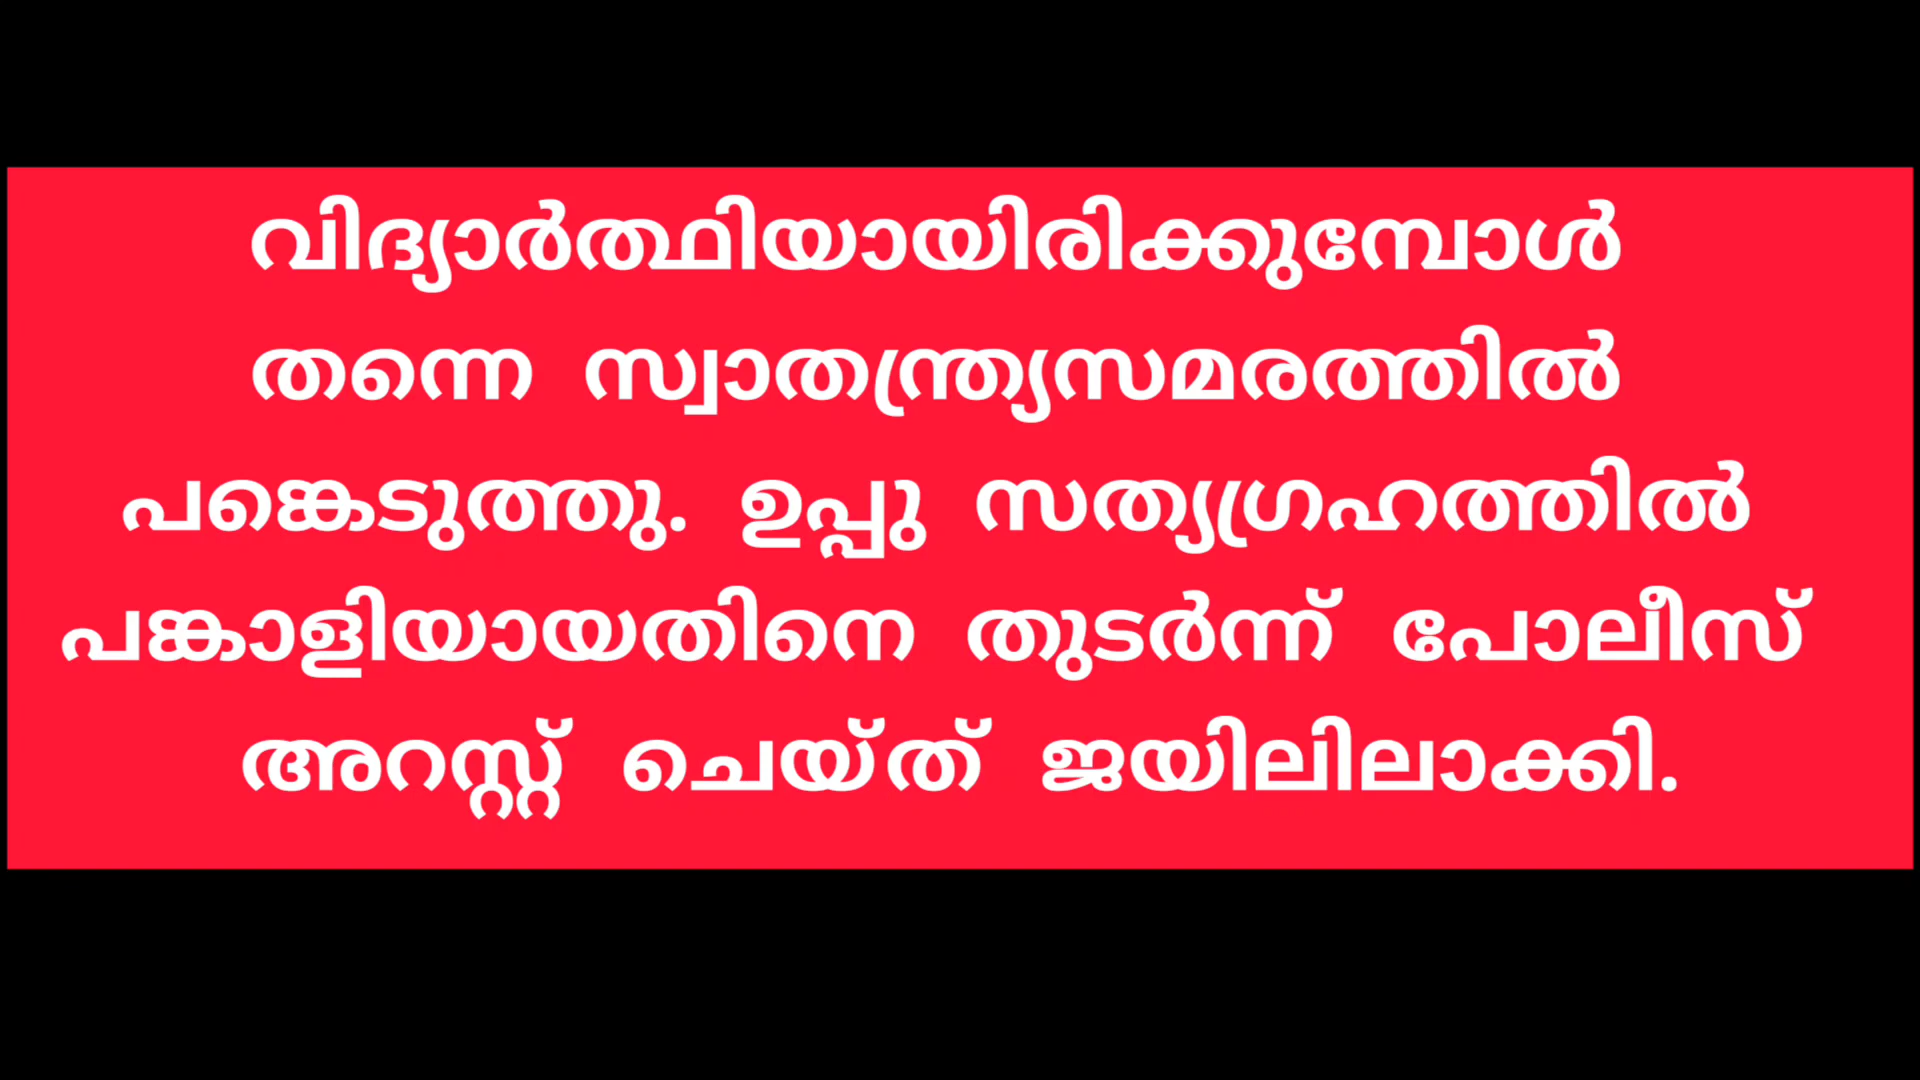 വിദ്യാർത്ഥിയായിരിക്കുമ്പോൾ
തന്നെ സ്വാതന്ത്ര്യസമരത്തിൽ
പങ്കെടുത്തു. ഉപ്പു സത്യഗ്രഹത്തിൽ
പങ്കാളിയായതിനെ തുടർന്ന് പോലീസ്
അറസ്റ്റ് ചെയ്ത് ജയിലിലാക്കി.